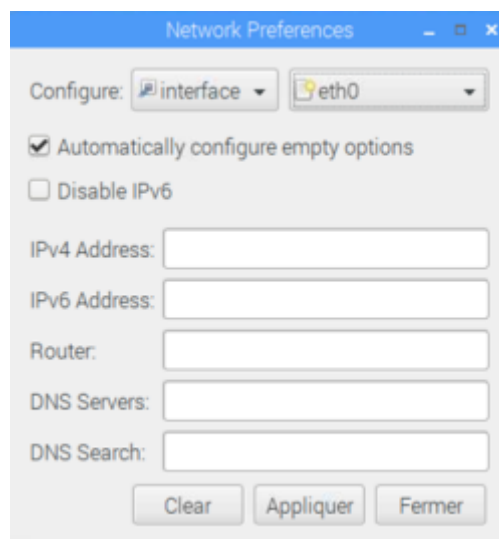 Network Preferences
Configure: interface eth0
Automatically configure empty options
Disable IPv6
IPv4 Address:
IPv6 Address:
Router:
DNS Servers:
DNS Search:
Clear Appliquer Fermer